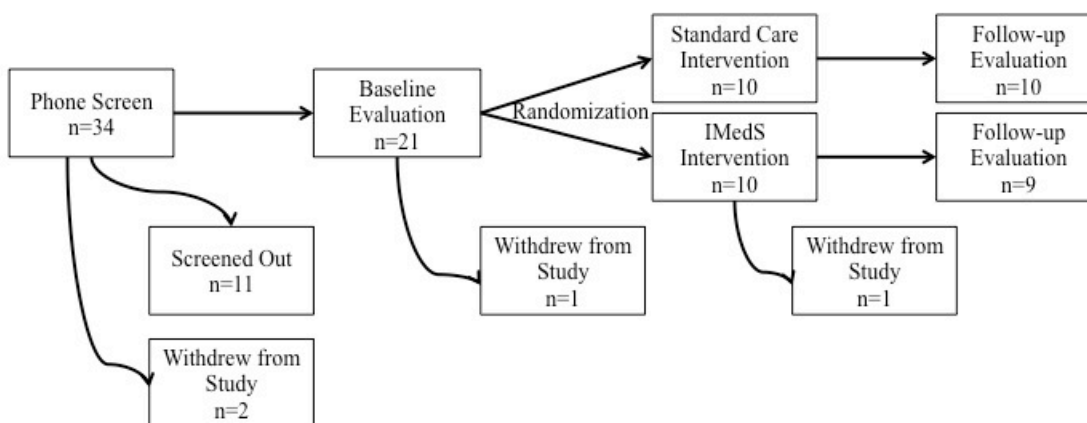 Phone Screen
n=34
Baseline
Evaluation
n=21
Randomization
Standard Care
Intervention
n=10
Follow-up
Evaluation
n=10
IMedS
Intervention
n=10
Follow-up
Evaluation
n=9
Screened Out
n=11
Withdrew from
Study
n=1
Withdrew from
Study
n=1
Withdrew from
Study
n=2